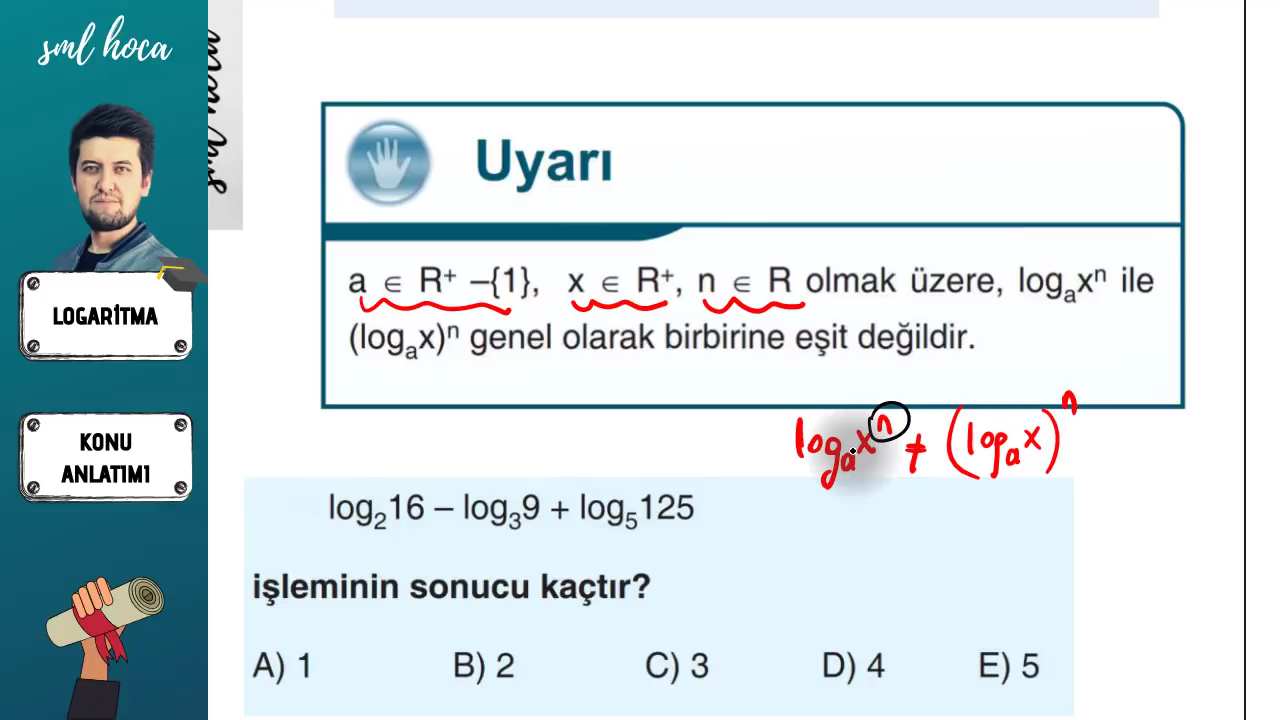 sml hoca
LOGARİTMA
KONU
ANLATIMI
Uyarı
a ∈ R⁺ –{1}, x ∈ R⁺, n ∈ R olmak üzere, logₐxⁿ ile
(logₐx)ⁿ genel olarak birbirine eşit değildir.
logₐxⁿ ≠ (logₐx)ⁿ
log₂16 – log₃9 + log₅125
işleminin sonucu kaçtır?
A) 1 B) 2 C) 3 D) 4 E) 5